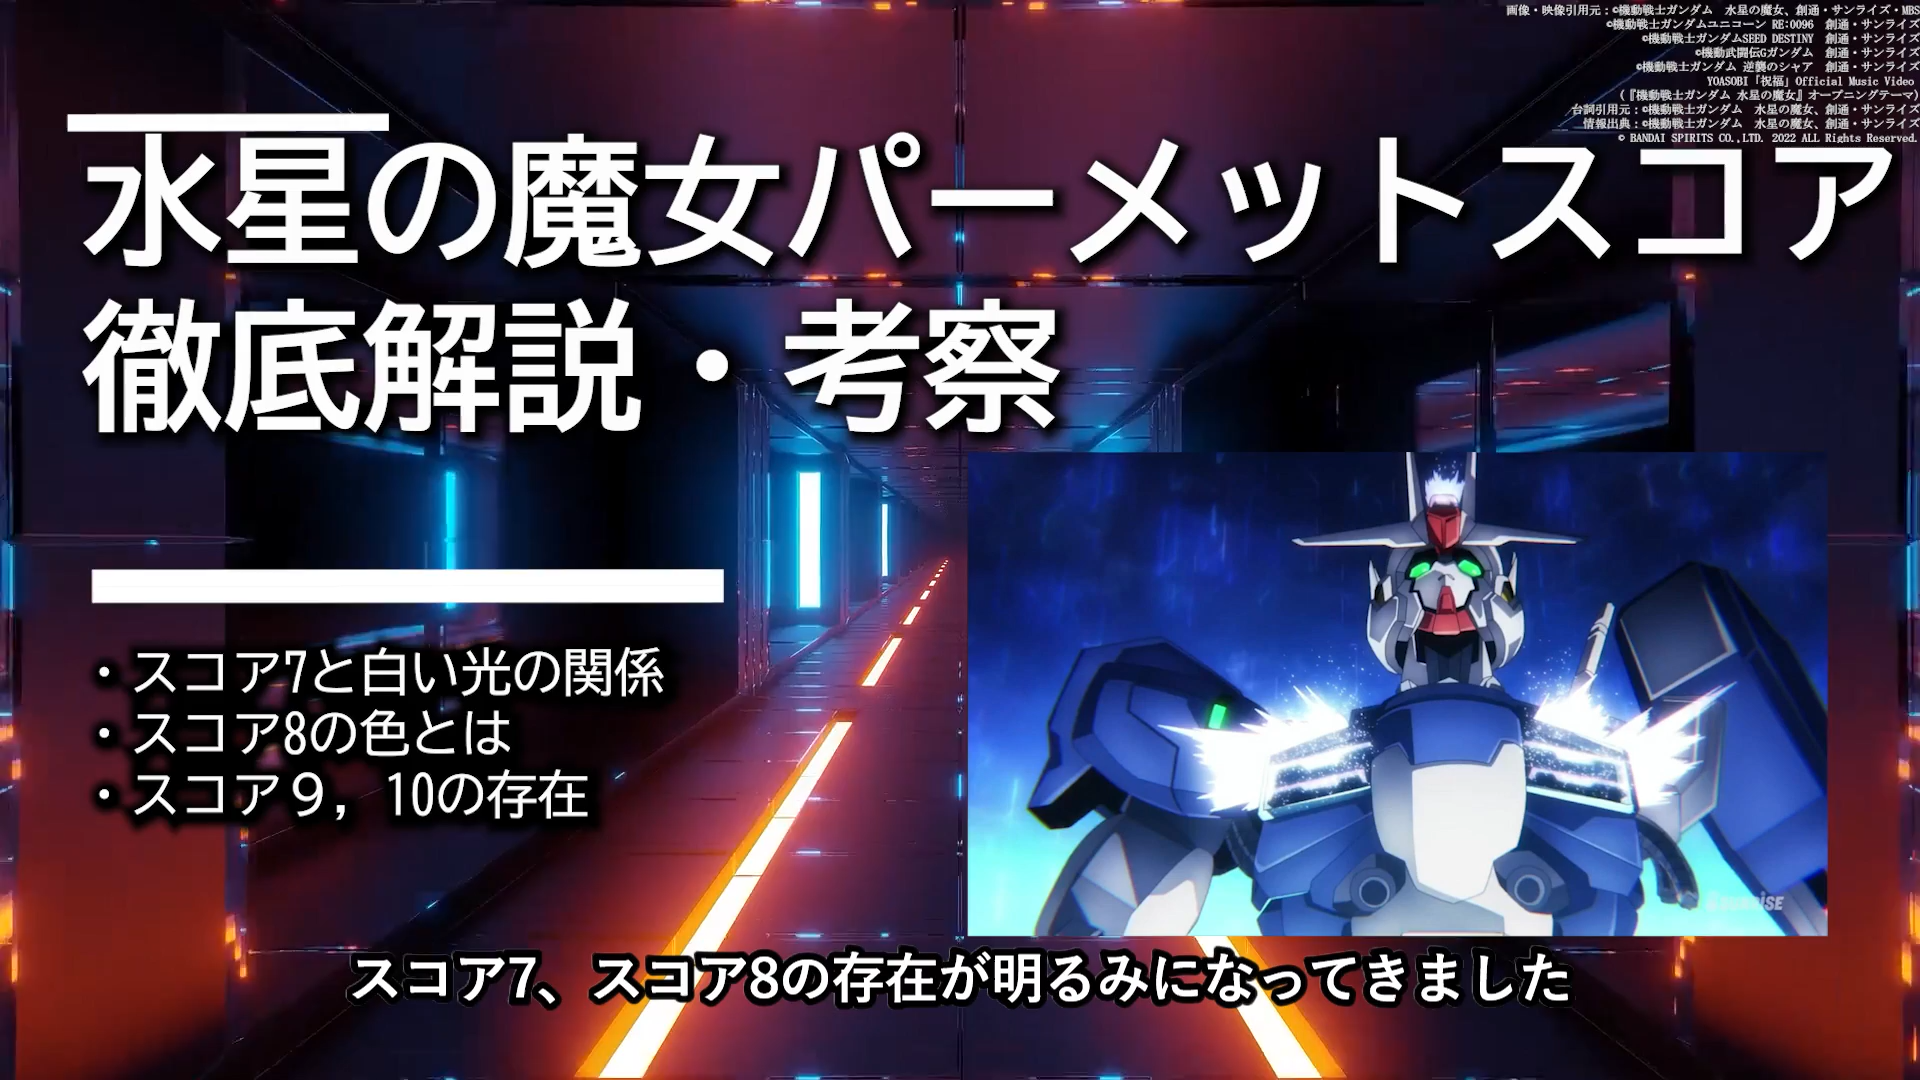 画像・映像引用元：©機動戦士ガンダム　水星の魔女、創通・サンライズ・MBS
©機動戦士ガンダムユニコーン RE:0096　創通・サンライズ
©機動戦士ガンダムSEED DESTINY　創通・サンライズ
©機動武闘伝Gガンダム　創通・サンライズ
©機動戦士ガンダム 逆襲のシャア　創通・サンライズ
YOASOBI「祝福」Official Music Video
(『機動戦士ガンダム 水星の魔女』オープニングテーマ)
台詞引用元：©機動戦士ガンダム　水星の魔女、創通・サンライズ
情報出典：©機動戦士ガンダム　水星の魔女、創通・サンライズ
© BANDAI SPIRITS CO.,LTD. 2022 ALL Rights Reserved.
水星の魔女パーメットスコア
徹底解説・考察
・スコア7と白い光の関係
・スコア8の色とは
・スコア９，10の存在
SUNRISE
スコア7、スコア8の存在が明るみになってきました